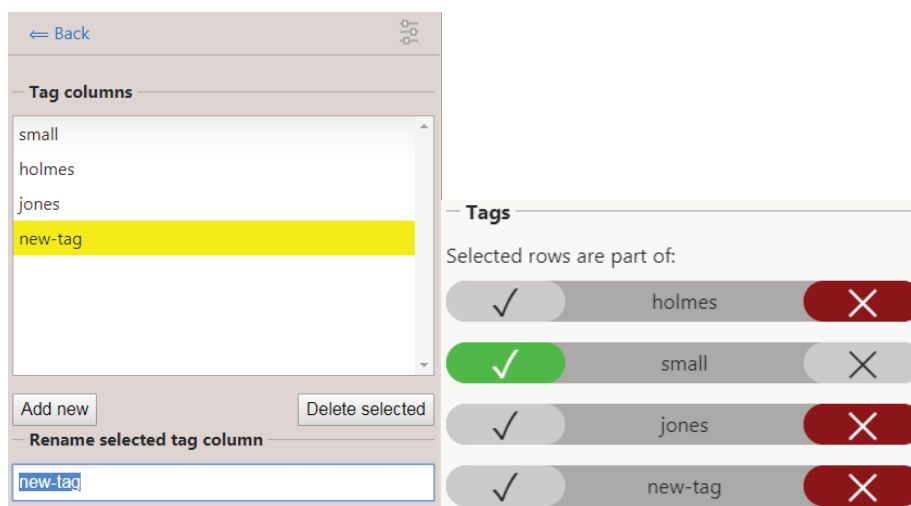 ⇐ Back
Tag columns
small
holmes
jones
new-tag
Add new
Delete selected
Rename selected tag column
new-tag
Tags
Selected rows are part of:
holmes
small
jones
new-tag